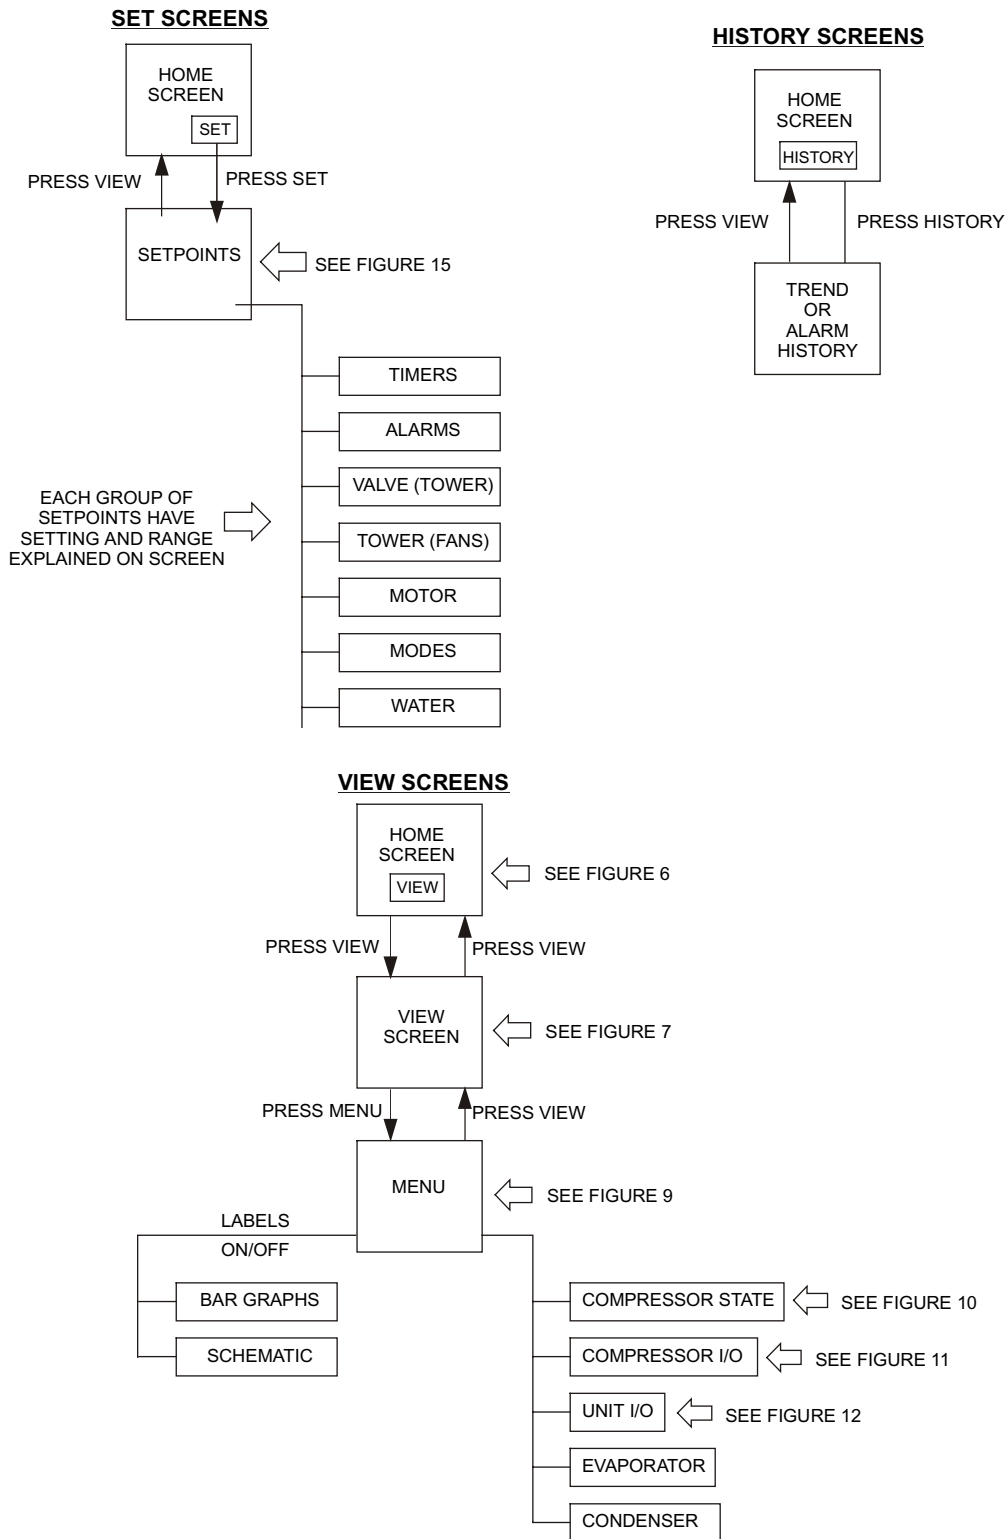 SET SCREENS
HOME
SCREEN
SET
PRESS VIEW
PRESS SET
SETPOINTS
SEE FIGURE 15
TIMERS
ALARMS
VALVE (TOWER)
TOWER (FANS)
MOTOR
MODES
WATER
EACH GROUP OF
SETPOINTS HAVE
SETTING AND RANGE
EXPLAINED ON SCREEN
HISTORY SCREENS
HOME
SCREEN
HISTORY
PRESS VIEW
PRESS HISTORY
TREND
OR
ALARM
HISTORY
VIEW SCREENS
HOME
SCREEN
VIEW
SEE FIGURE 6
PRESS VIEW
PRESS VIEW
VIEW
SCREEN
SEE FIGURE 7
PRESS MENU
PRESS VIEW
MENU
SEE FIGURE 9
LABELS
ON/OFF
BAR GRAPHS
SCHEMATIC
COMPRESSOR STATE
SEE FIGURE 10
COMPRESSOR I/O
SEE FIGURE 11
UNIT I/O
SEE FIGURE 12
EVAPORATOR
CONDENSER